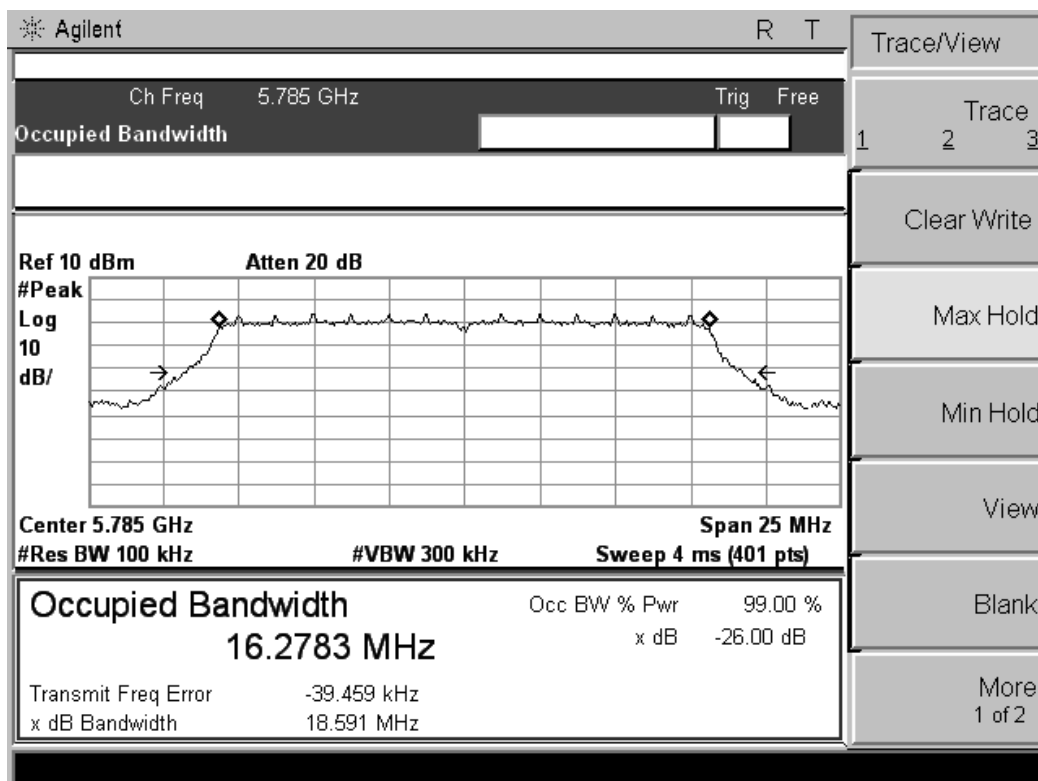 Agilent R T
Trace/View
Ch Freq 5.785 GHz Trig Free
Occupied Bandwidth
Trace
1 2 3
Clear Write
Ref 10 dBm Atten 20 dB
#Peak
Log
10
dB/
Max Hold
Min Hold
View
Center 5.785 GHz Span 25 MHz
#Res BW 100 kHz #VBW 300 kHz Sweep 4 ms (401 pts)
Occupied Bandwidth
16.2783 MHz
Occ BW % Pwr 99.00 %
x dB -26.00 dB
Transmit Freq Error -39.459 kHz
x dB Bandwidth 18.591 MHz
Blank
More
1 of 2